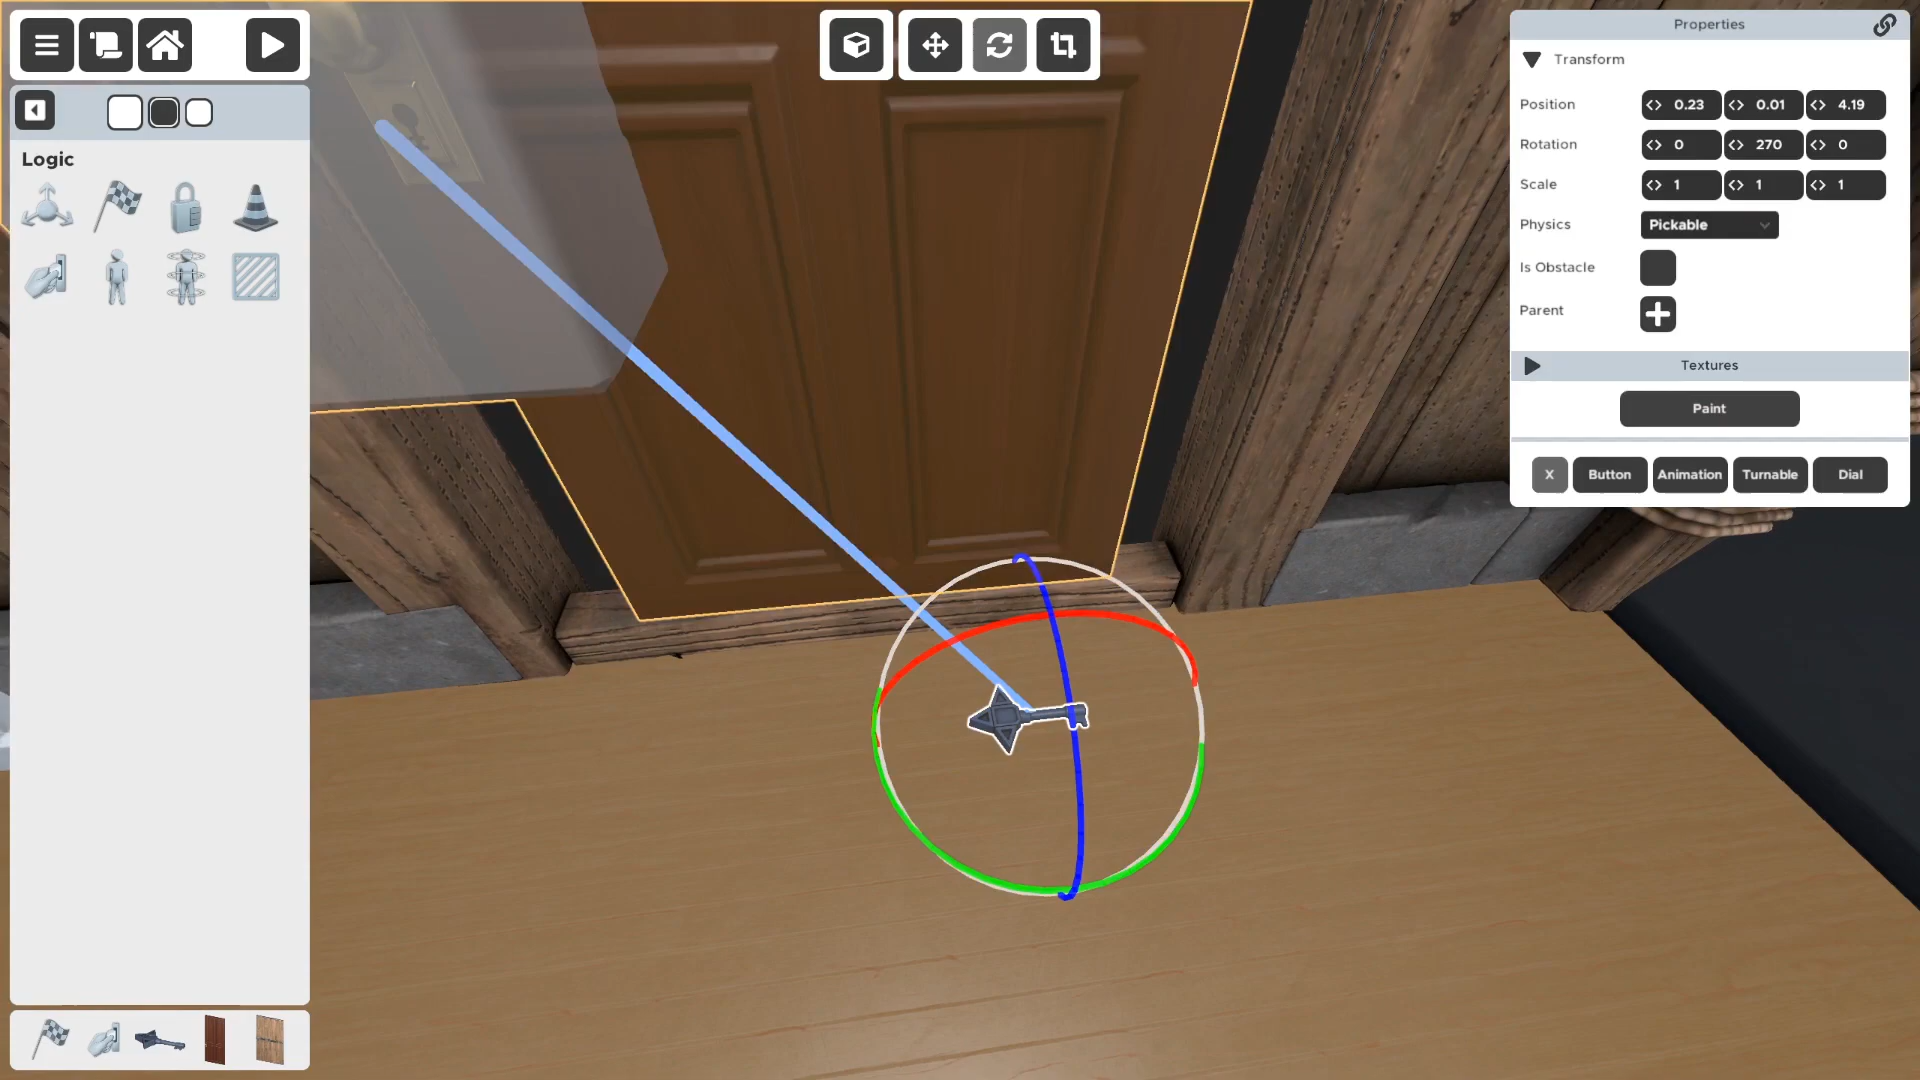 Logic
Properties
Transform
Position 0.23 0.01 4.19
Rotation 0 270 0
Scale 1 1 1
Physics Pickable
Is Obstacle
Parent
Textures
Paint
X Button Animation Turnable Dial